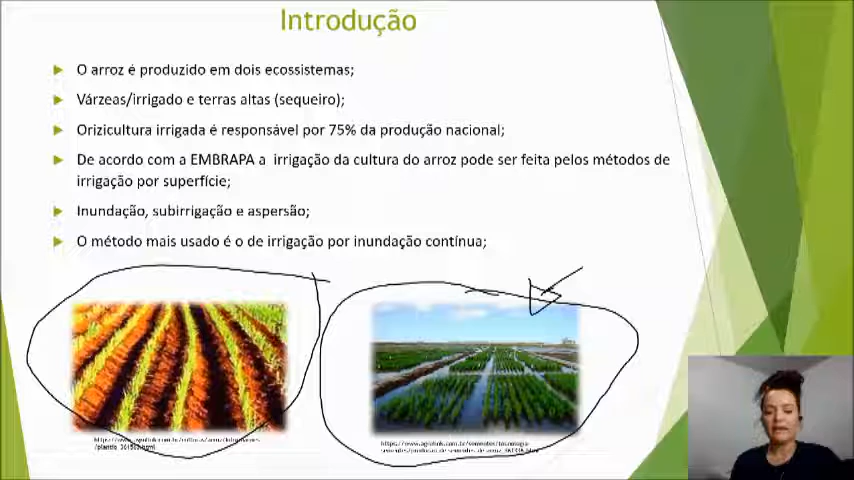 Introdução
O arroz é produzido em dois ecossistemas;
Várzeas/irrigado e terras altas (sequeiro);
Orizicultura irrigada é responsável por 75% da produção nacional;
De acordo com a EMBRAPA a irrigação da cultura do arroz pode ser feita pelos métodos de
irrigação por superfície;
Inundação, subirrigação e aspersão;
O método mais usado é o de irrigação por inundação contínua;